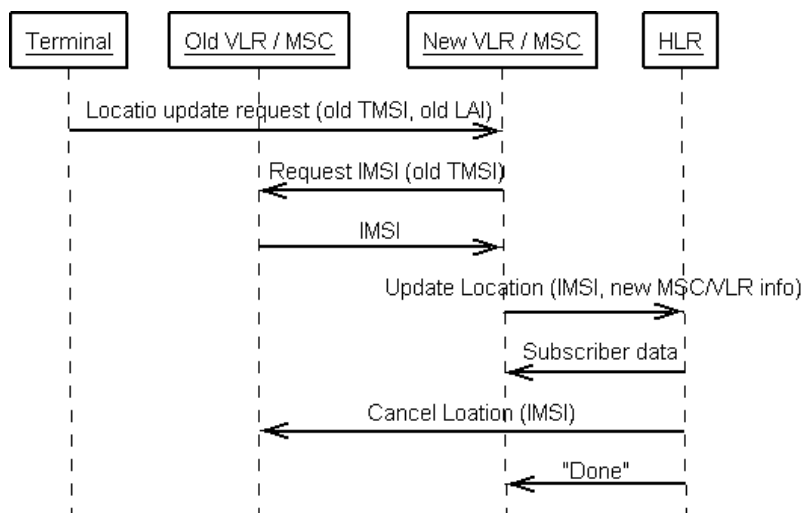 Terminal
Old VLR / MSC
New VLR / MSC
HLR
Locatio update request (old TMSI, old LAI)
Request IMSI (old TMSI)
IMSI
Update Location (IMSI, new MSC/VLR info)
Subscriber data
Cancel Loation (IMSI)
"Done"